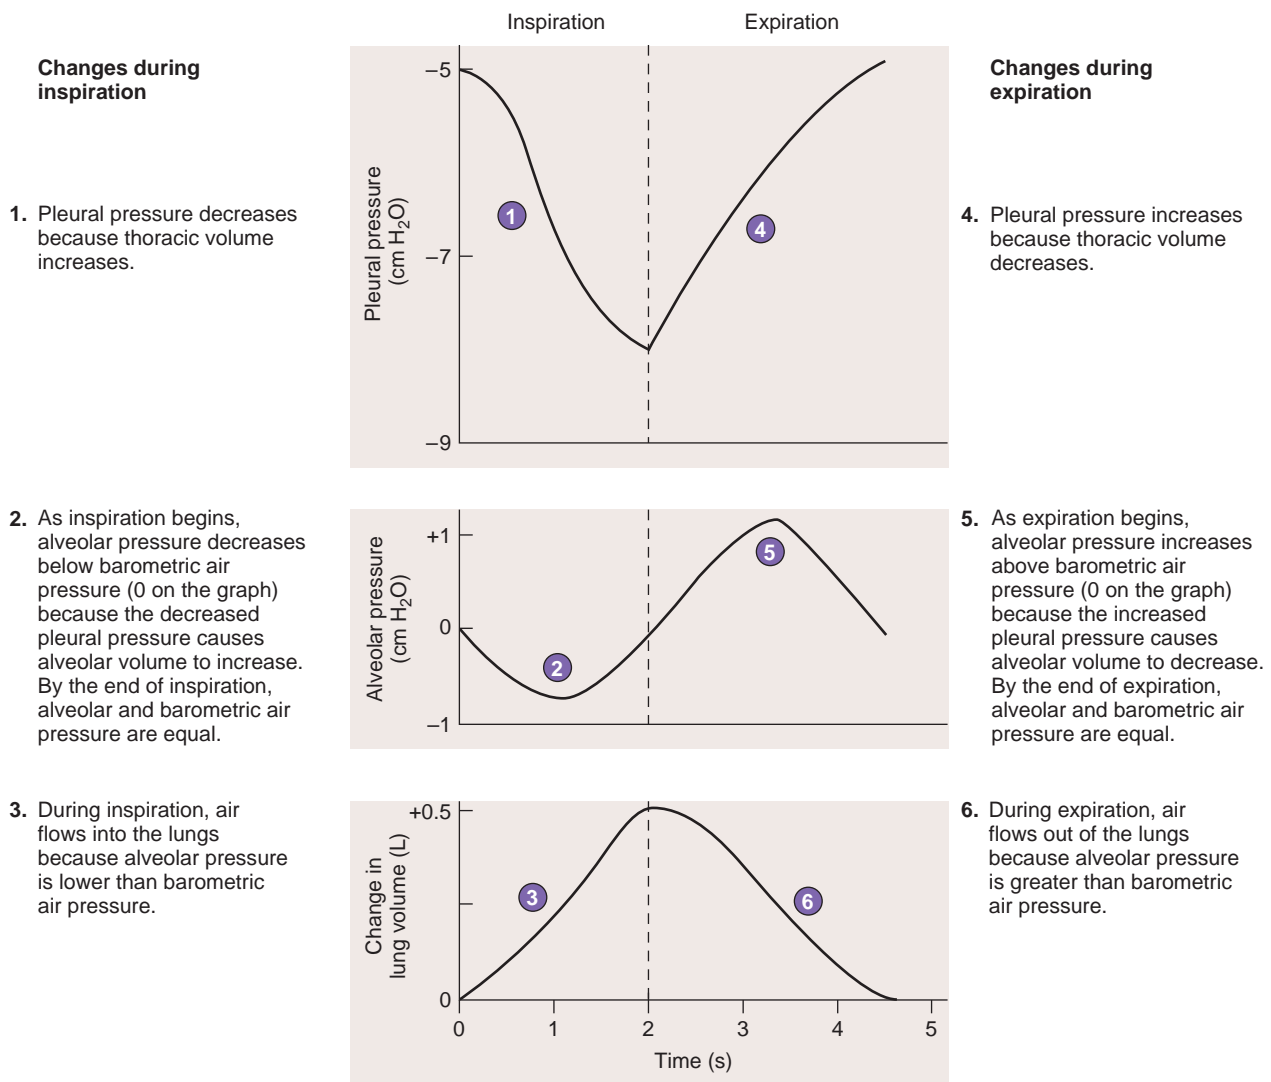 Inspiration
Expiration
Changes during
inspiration
1. Pleural pressure decreases
because thoracic volume
increases.
2. As inspiration begins,
alveolar pressure decreases
below barometric air
pressure (0 on the graph)
because the decreased
pleural pressure causes
alveolar volume to increase.
By the end of inspiration,
alveolar and barometric air
pressure are equal.
3. During inspiration, air
flows into the lungs
because alveolar pressure
is lower than barometric
air pressure.
Pleural pressure
(cm H₂O)
–5
–7
–9
1
4
Alveolar pressure
(cm H₂O)
+1
0
–1
2
5
Change in
lung volume (L)
+0.5
0
3
6
0 1 2 3 4 5
Time (s)
Changes during
expiration
4. Pleural pressure increases
because thoracic volume
decreases.
5. As expiration begins,
alveolar pressure increases
above barometric air
pressure (0 on the graph)
because the increased
pleural pressure causes
alveolar volume to decrease.
By the end of expiration,
alveolar and barometric air
pressure are equal.
6. During expiration, air
flows out of the lungs
because alveolar pressure
is greater than barometric
air pressure.